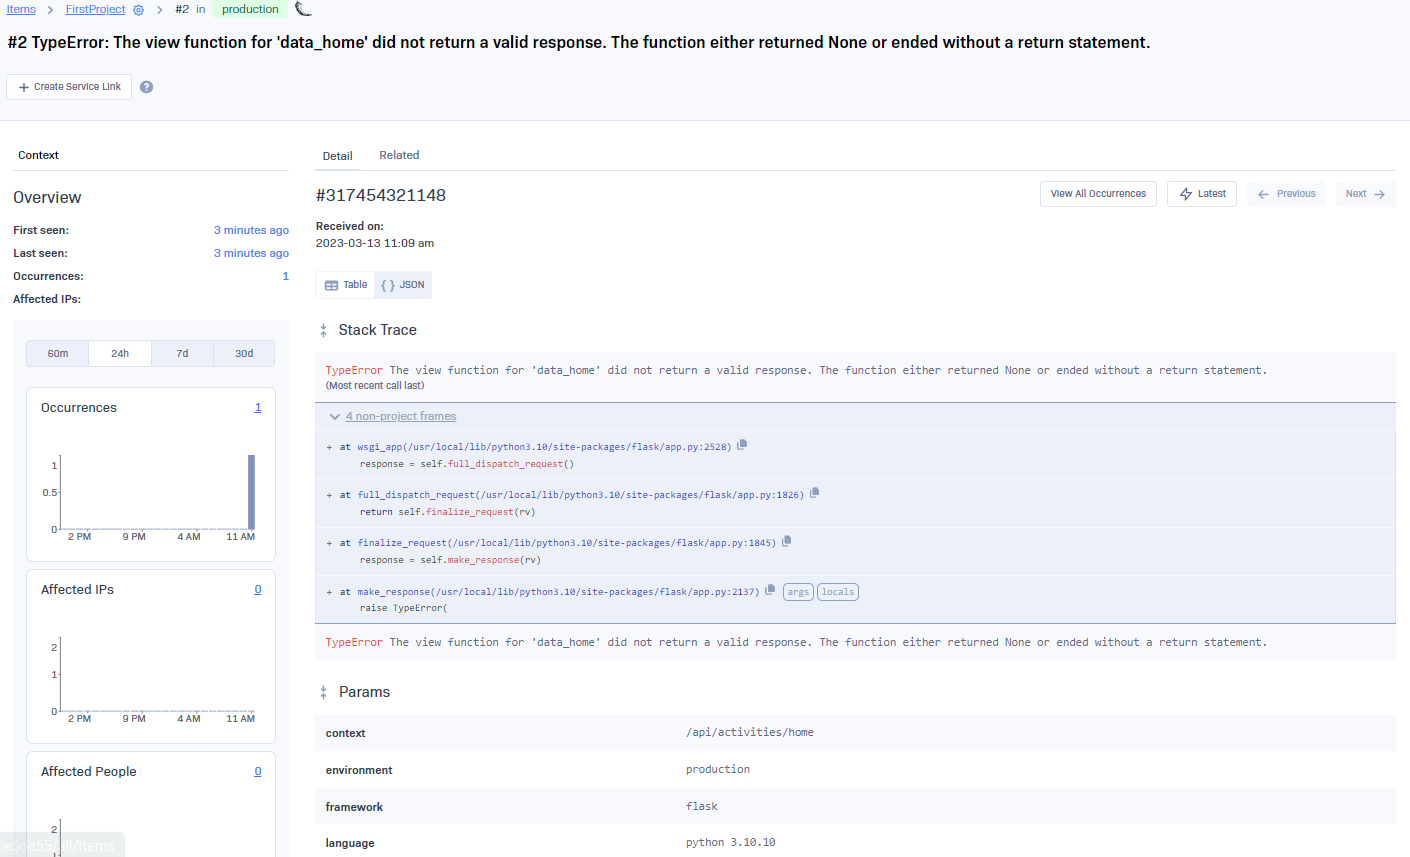 Items > FirstProject > #2 in production
#2 TypeError: The view function for 'data_home' did not return a valid response. The function either returned None or ended without a return statement.
+ Create Service Link ?
Context
Overview
First seen: 3 minutes ago
Last seen: 3 minutes ago
Occurrences: 1
Affected IPs:
60m 24h 7d 30d
Occurrences 1
1
0.5
0
2 PM 9 PM 4 AM 11 AM
Affected IPs 0
2
1
0
2 PM 9 PM 4 AM 11 AM
Affected People 0
2
1
Detail Related
#317454321148
View All Occurrences Latest Previous Next
Received on:
2023-03-13 11:09 am
Table { } JSON
Stack Trace
TypeError The view function for 'data_home' did not return a valid response. The function either returned None or ended without a return statement.
(Most recent call last)
4 non-project frames
+ at wsgi_app(/usr/local/lib/python3.10/site-packages/flask/app.py:2528)
response = self.full_dispatch_request()
+ at full_dispatch_request(/usr/local/lib/python3.10/site-packages/flask/app.py:1826)
return self.finalize_request(rv)
+ at finalize_request(/usr/local/lib/python3.10/site-packages/flask/app.py:1845)
response = self.make_response(rv)
+ at make_response(/usr/local/lib/python3.10/site-packages/flask/app.py:2137) args locals
raise TypeError(
TypeError The view function for 'data_home' did not return a valid response. The function either returned None or ended without a return statement.
Params
context /api/activities/home
environment production
framework flask
language python 3.10.10